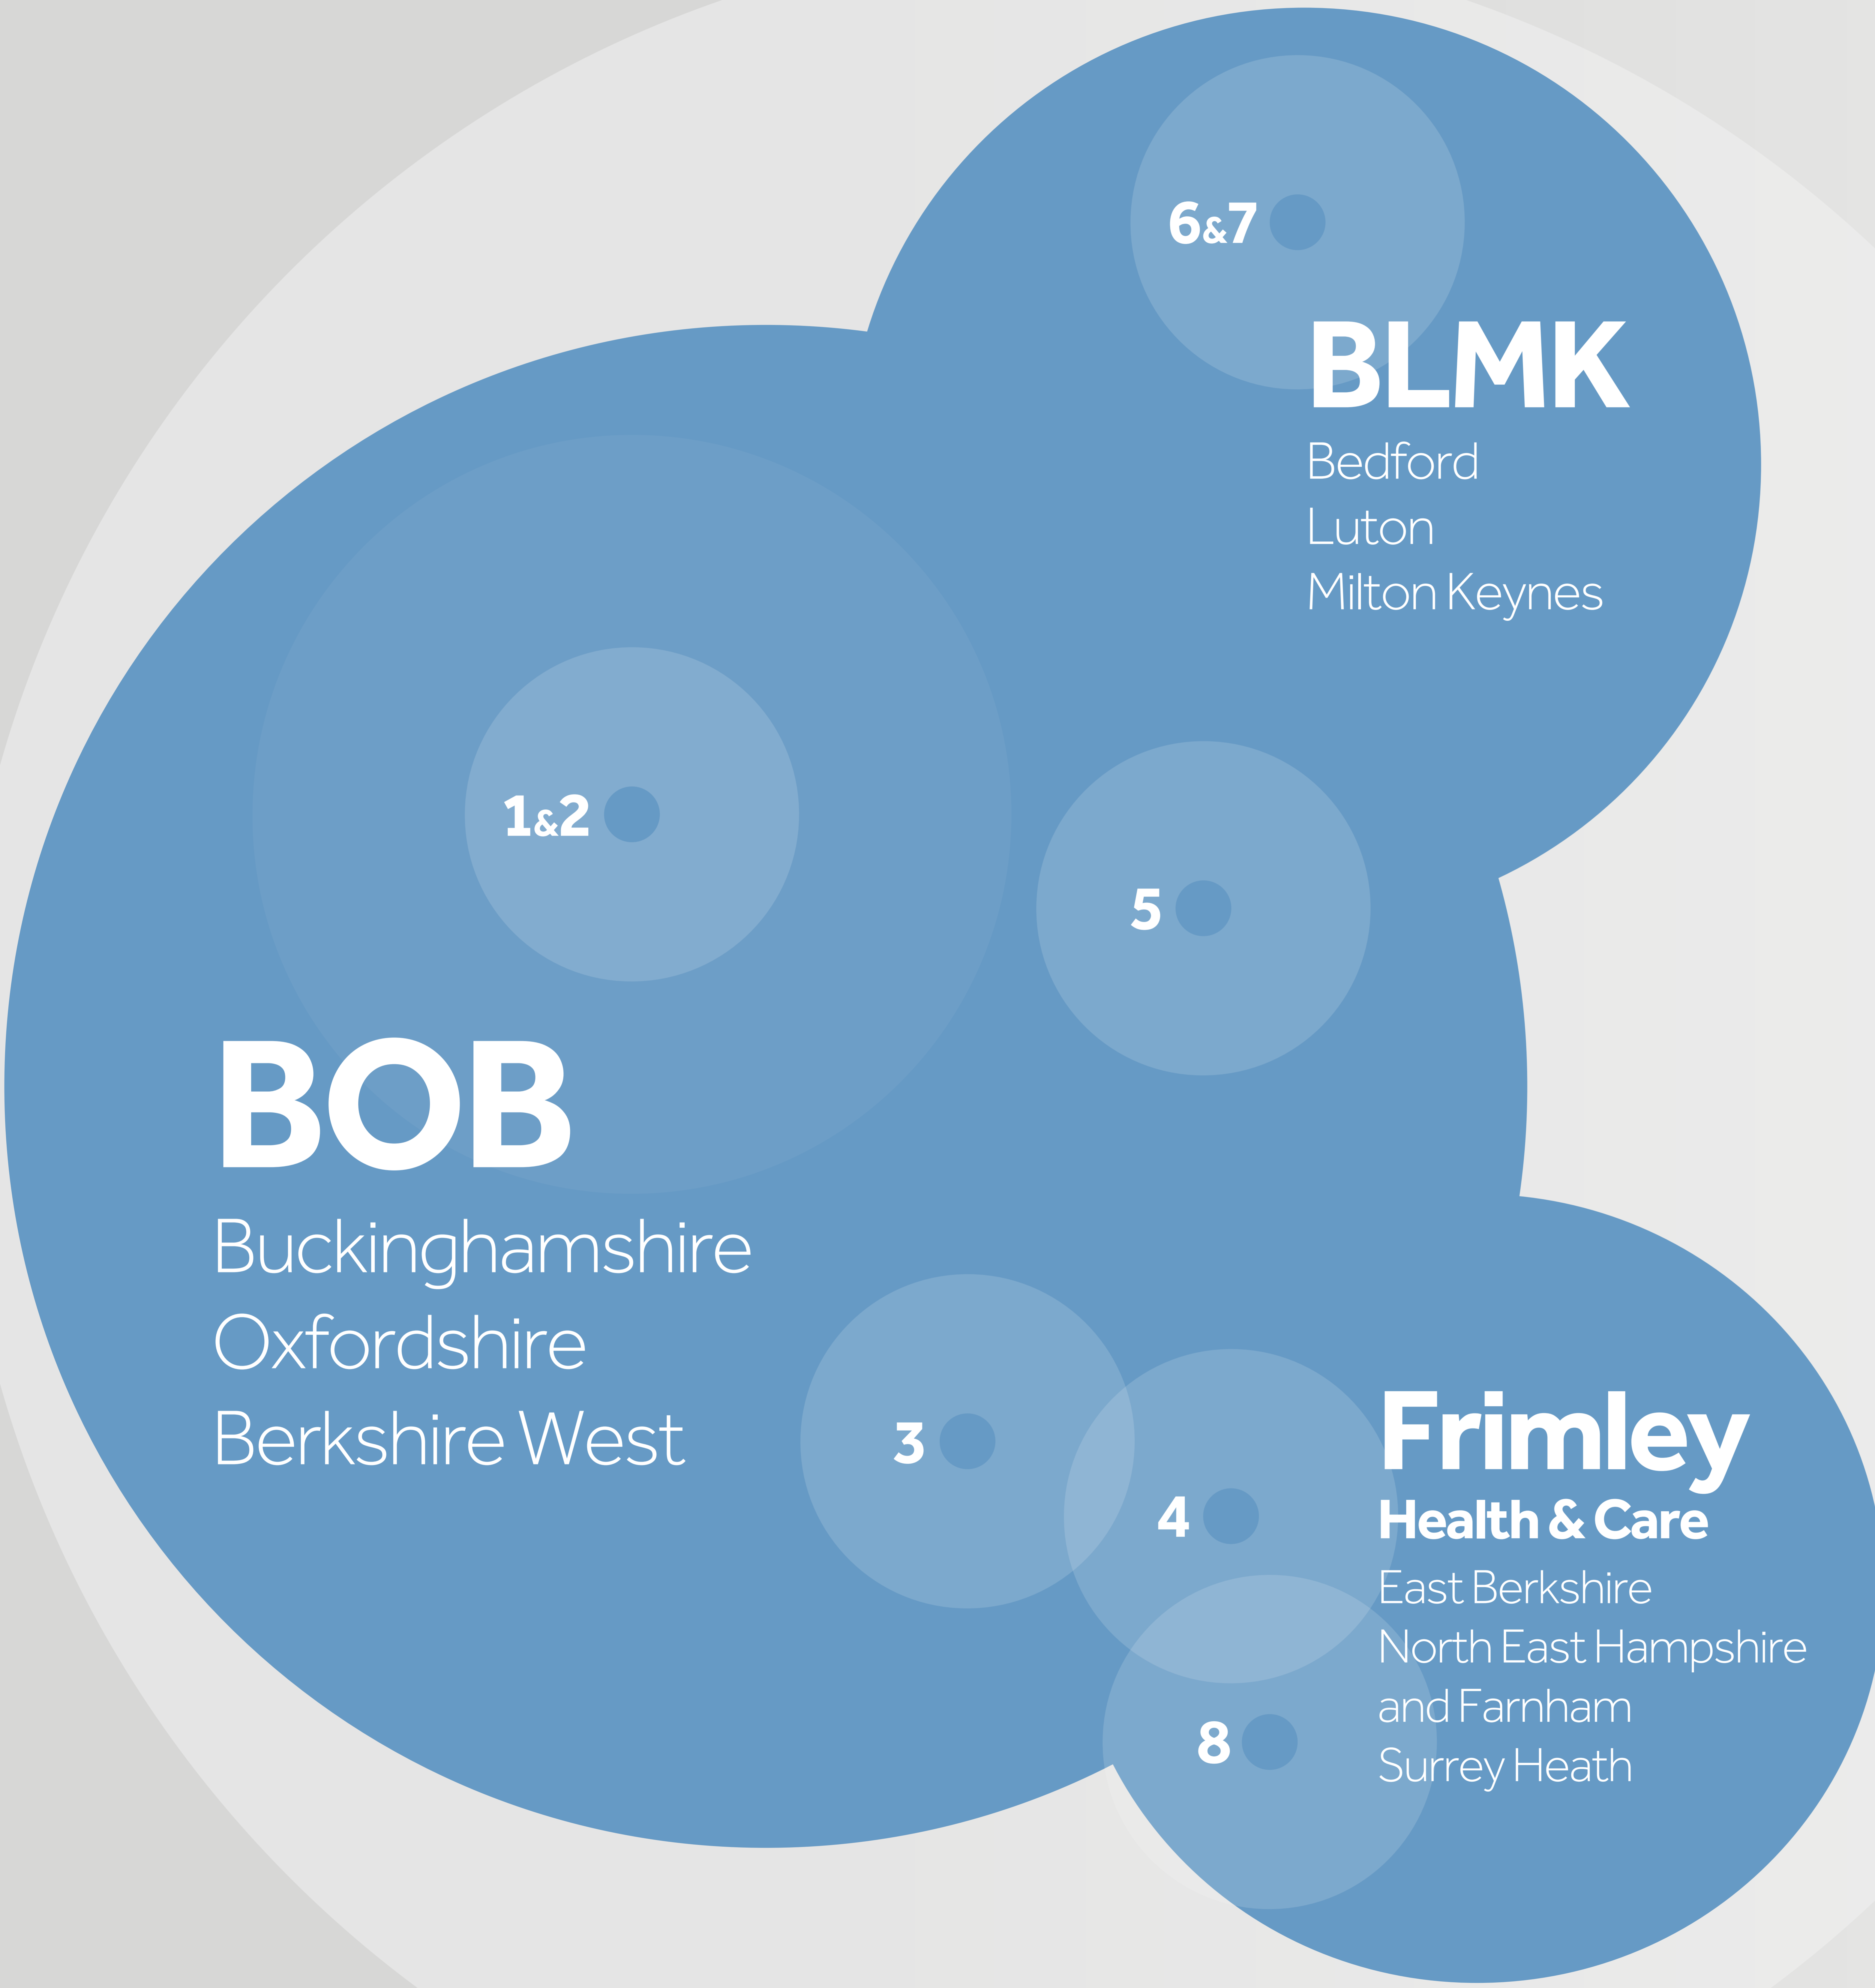 6&7
BLMK
Bedford
Luton
Milton Keynes
1&2
5
BOB
Buckinghamshire
Oxfordshire
Berkshire West
3
4
Frimley
Health & Care
East Berkshire
North East Hampshire
and Farnham
Surrey Heath
8